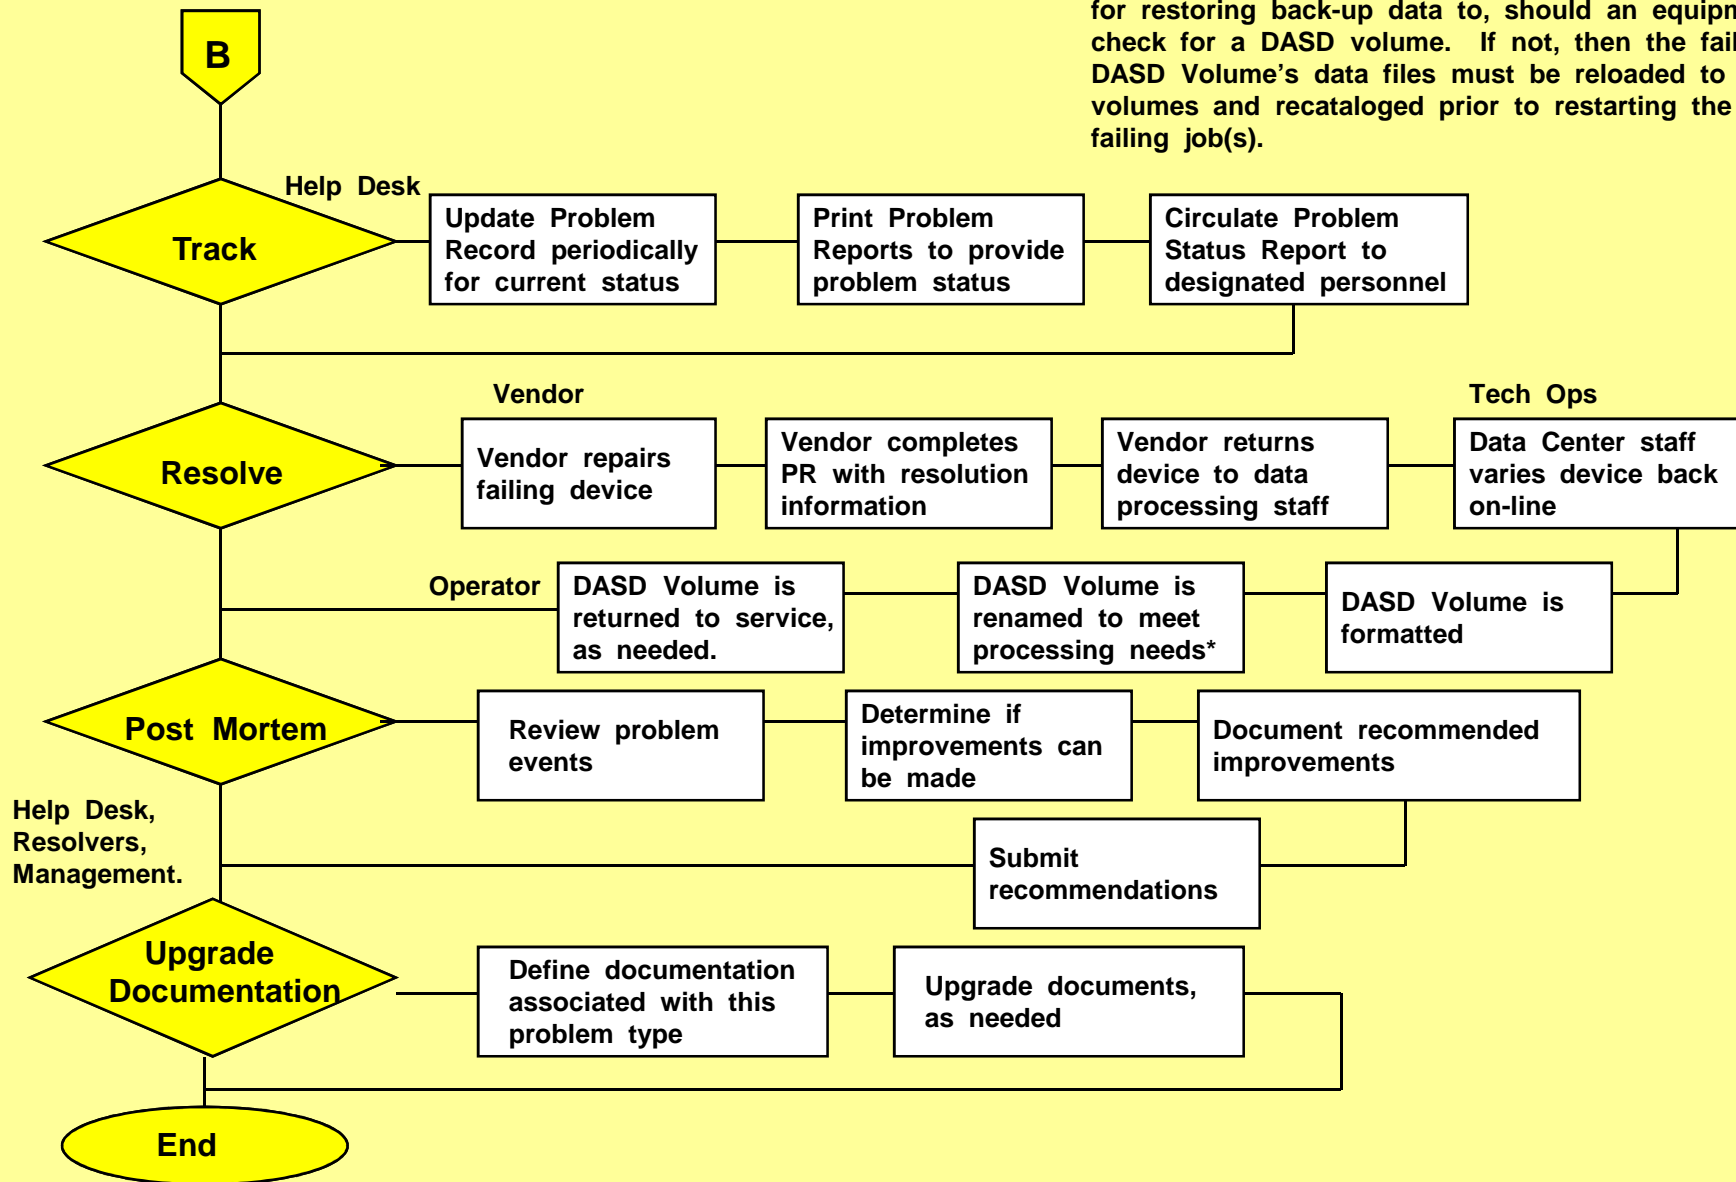 for restoring back-up data to, should an
check for a DASD volume. If not, then the
DASD Volume's data files must be reloaded to
volumes and recataloged prior to restarting the
failing job(s).
B
Help Desk
Track
Update Problem
Record periodically
for current status
Print Problem
Reports to provide
problem status
Circulate Problem
Status Report to
designated personnel
Vendor
Tech Ops
Resolve
Vendor repairs
failing device
Vendor completes
PR with resolution
information
Vendor returns
device to data
processing staff
Data Center staff
varies device back
on-line
Operator
DASD Volume is
returned to service,
as needed.
DASD Volume is
renamed to meet
processing needs*
DASD Volume is
formatted
Post Mortem
Review problem
events
Determine if
improvements can
be made
Document recommended
improvements
Help Desk,
Resolvers,
Management.
Submit
recommendations
Upgrade
Documentation
Define documentation
associated with this
problem type
Upgrade documents,
as needed
End